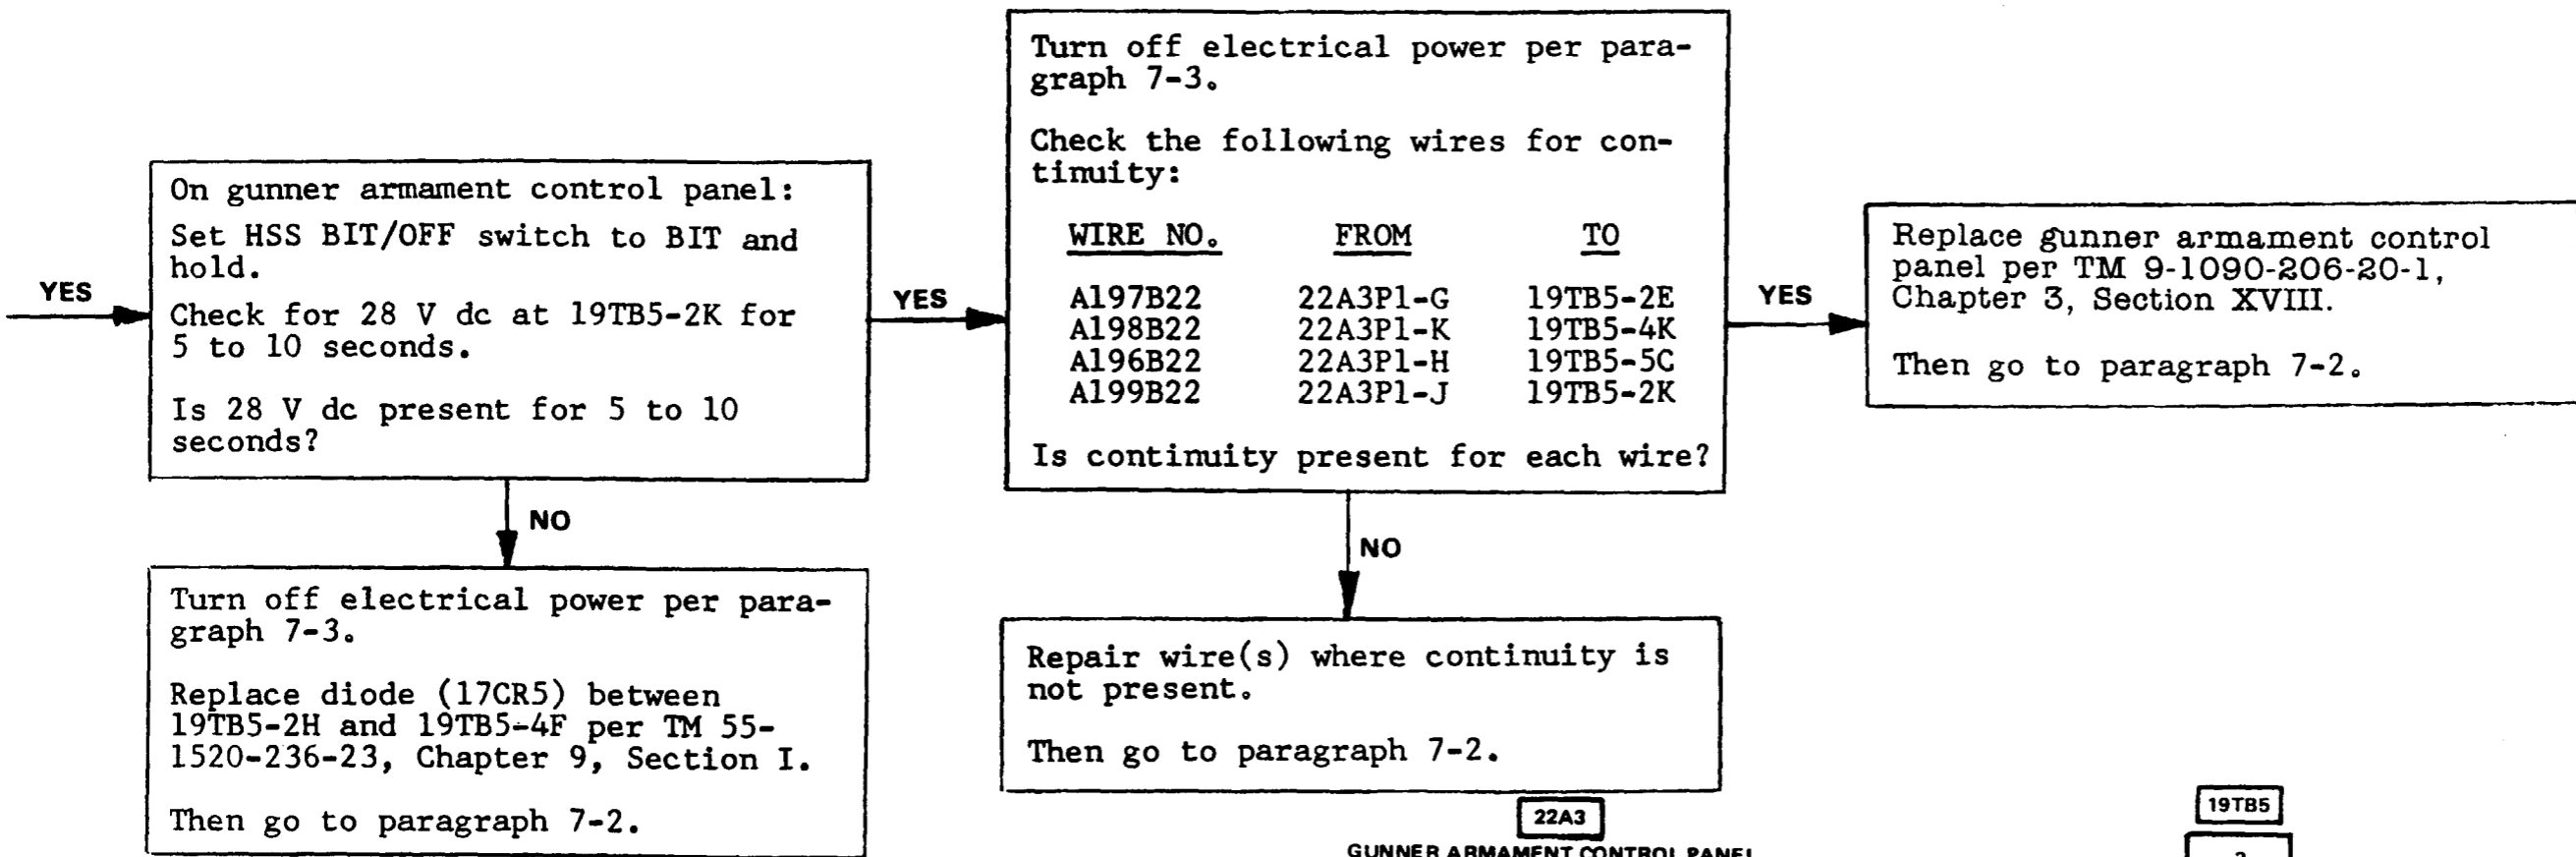 YES
On gunner armament control panel:
Set HSS BIT/OFF switch to BIT and
hold.
Check for 28 V dc at 19TB5-2K for
5 to 10 seconds.
Is 28 V dc present for 5 to 10
seconds?
NO
Turn off electrical power per para-
graph 7-3.
Replace diode (17CR5) between
19TB5-2H and 19TB5-4F per TM 55-
1520-236-23, Chapter 9, Section I.
Then go to paragraph 7-2.
YES
Turn off electrical power per para-
graph 7-3.
Check the following wires for con-
tinuity:
WIRE NO. FROM TO
A197B22 22A3P1-G 19TB5-2E
A198B22 22A3P1-K 19TB5-4K
A196B22 22A3P1-H 19TB5-5C
A199B22 22A3P1-J 19TB5-2K
Is continuity present for each wire?
NO
Repair wire(s) where continuity is
not present.
Then go to paragraph 7-2.
YES
Replace gunner armament control
panel per TM 9-1090-206-20-1,
Chapter 3, Section XVIII.
Then go to paragraph 7-2.
22A3
GUNNER ARMAMENT CONTROL PANEL
19TB5